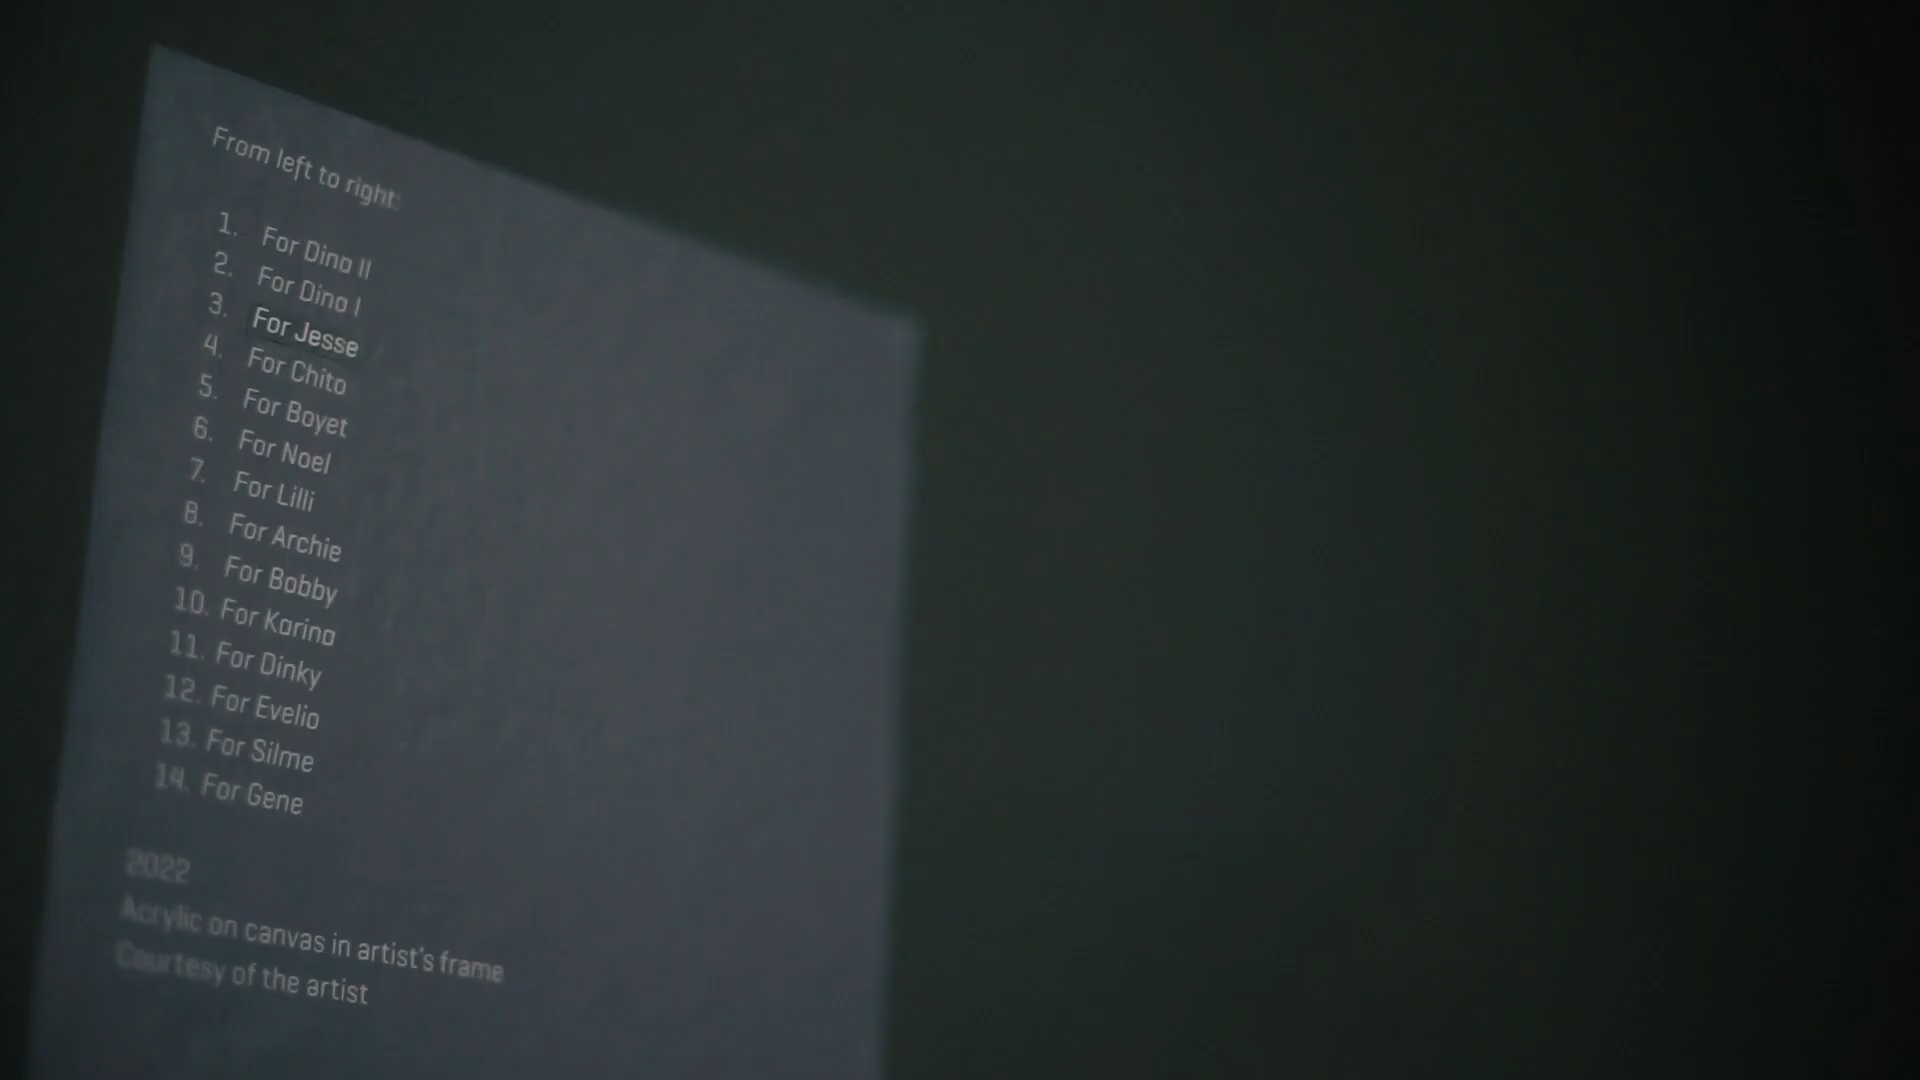 From left to right:
1. For Dina II
2. For Dina I
3. For Jesse
4. For Chito
5. For Boyet
6. For Noel
7. For Lilli
8. For Archie
9. For Bobby
10. For Karina
11. For Dinky
12. For Evelio
13. For Silme
14. For Gene
2022
Acrylic on canvas in artist's frame
Courtesy of the artist